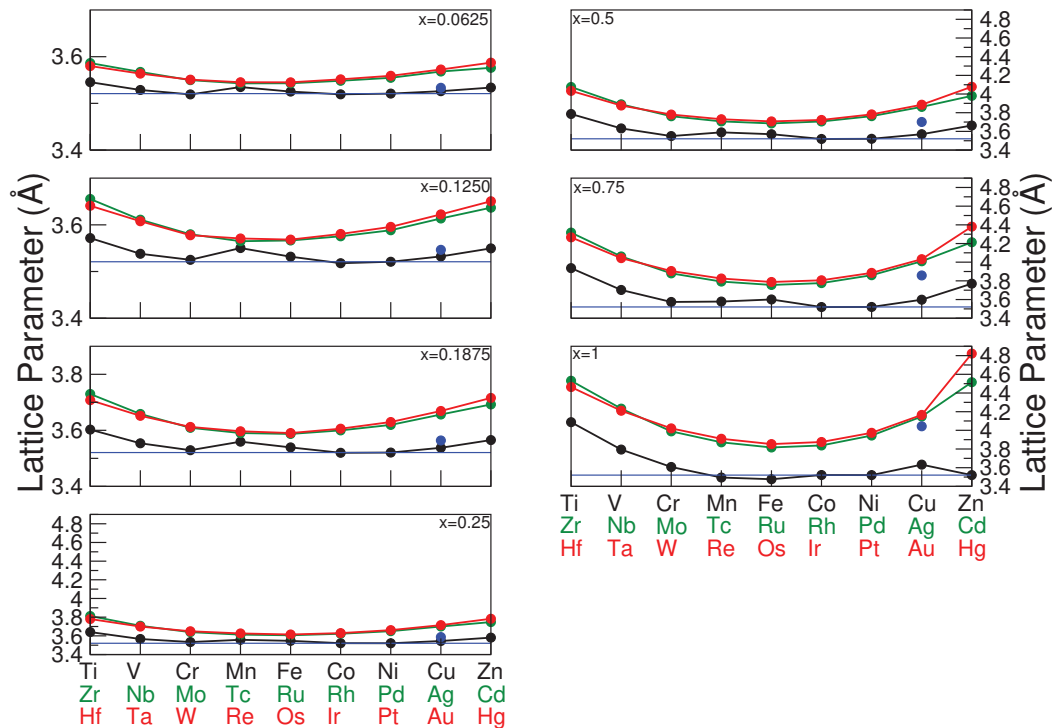 Lattice Parameter (Å)
x=0.0625
3.6
3.4
x=0.1250
3.6
3.4
x=0.1875
3.8
3.6
3.4
x=0.25
4.8
4.6
4.4
4.2
4
3.8
3.6
3.4
Ti V Cr Mn Fe Co Ni Cu Zn
Zr Nb Mo Tc Ru Rh Pd Ag Cd
Hf Ta W Re Os Ir Pt Au Hg
x=0.5
4.8
4.6
4.4
4.2
4
3.8
3.6
3.4
x=0.75
4.8
4.6
4.4
4.2
4
3.8
3.6
3.4
x=1
4.8
4.6
4.4
4.2
4
3.8
3.6
3.4
Ti V Cr Mn Fe Co Ni Cu Zn
Zr Nb Mo Tc Ru Rh Pd Ag Cd
Hf Ta W Re Os Ir Pt Au Hg
Lattice Parameter (Å)